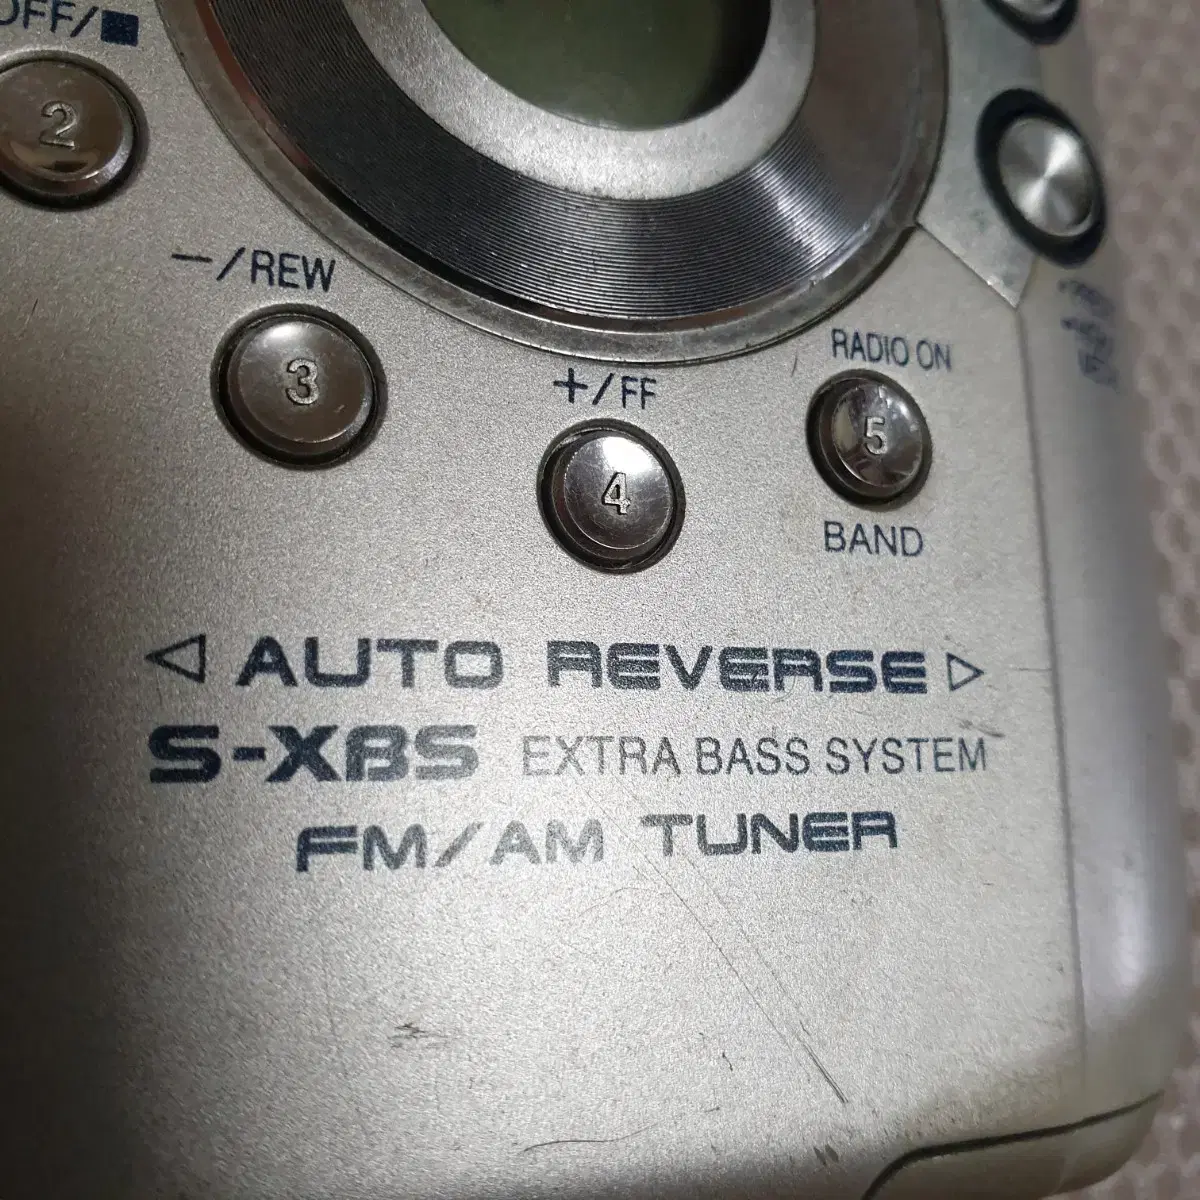 OFF/■
2
−/REW
3
+/FF
4
RADIO ON
5
BAND
◁ AUTO REVERSE ▷
S-XBS EXTRA BASS SYSTEM
FM/AM TUNER